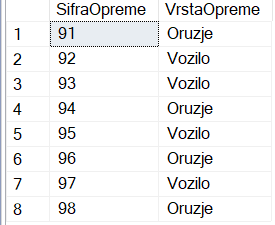 SifraOpreme VrstaOpreme
1 91 Oruzje
2 92 Vozilo
3 93 Vozilo
4 94 Oruzje
5 95 Vozilo
6 96 Oruzje
7 97 Vozilo
8 98 Oruzje